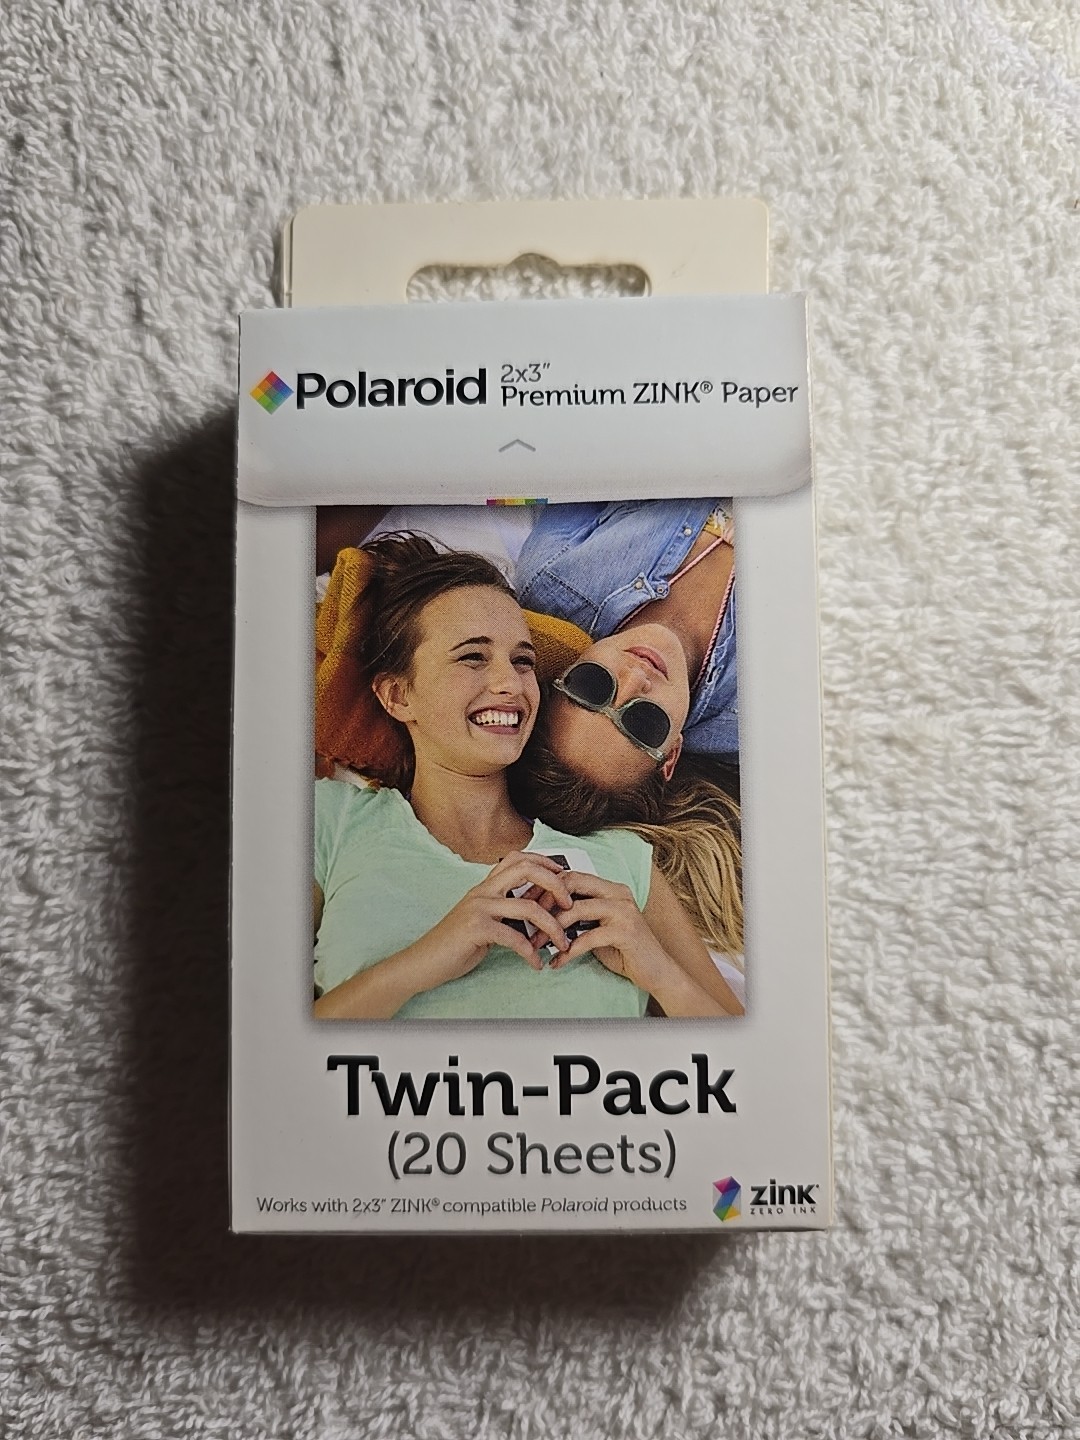 Polaroid 2x3"
Premium ZINK® Paper
Twin-Pack
(20 Sheets)
Works with 2x3" ZINK® compatible Polaroid products
zink
ZERO INK